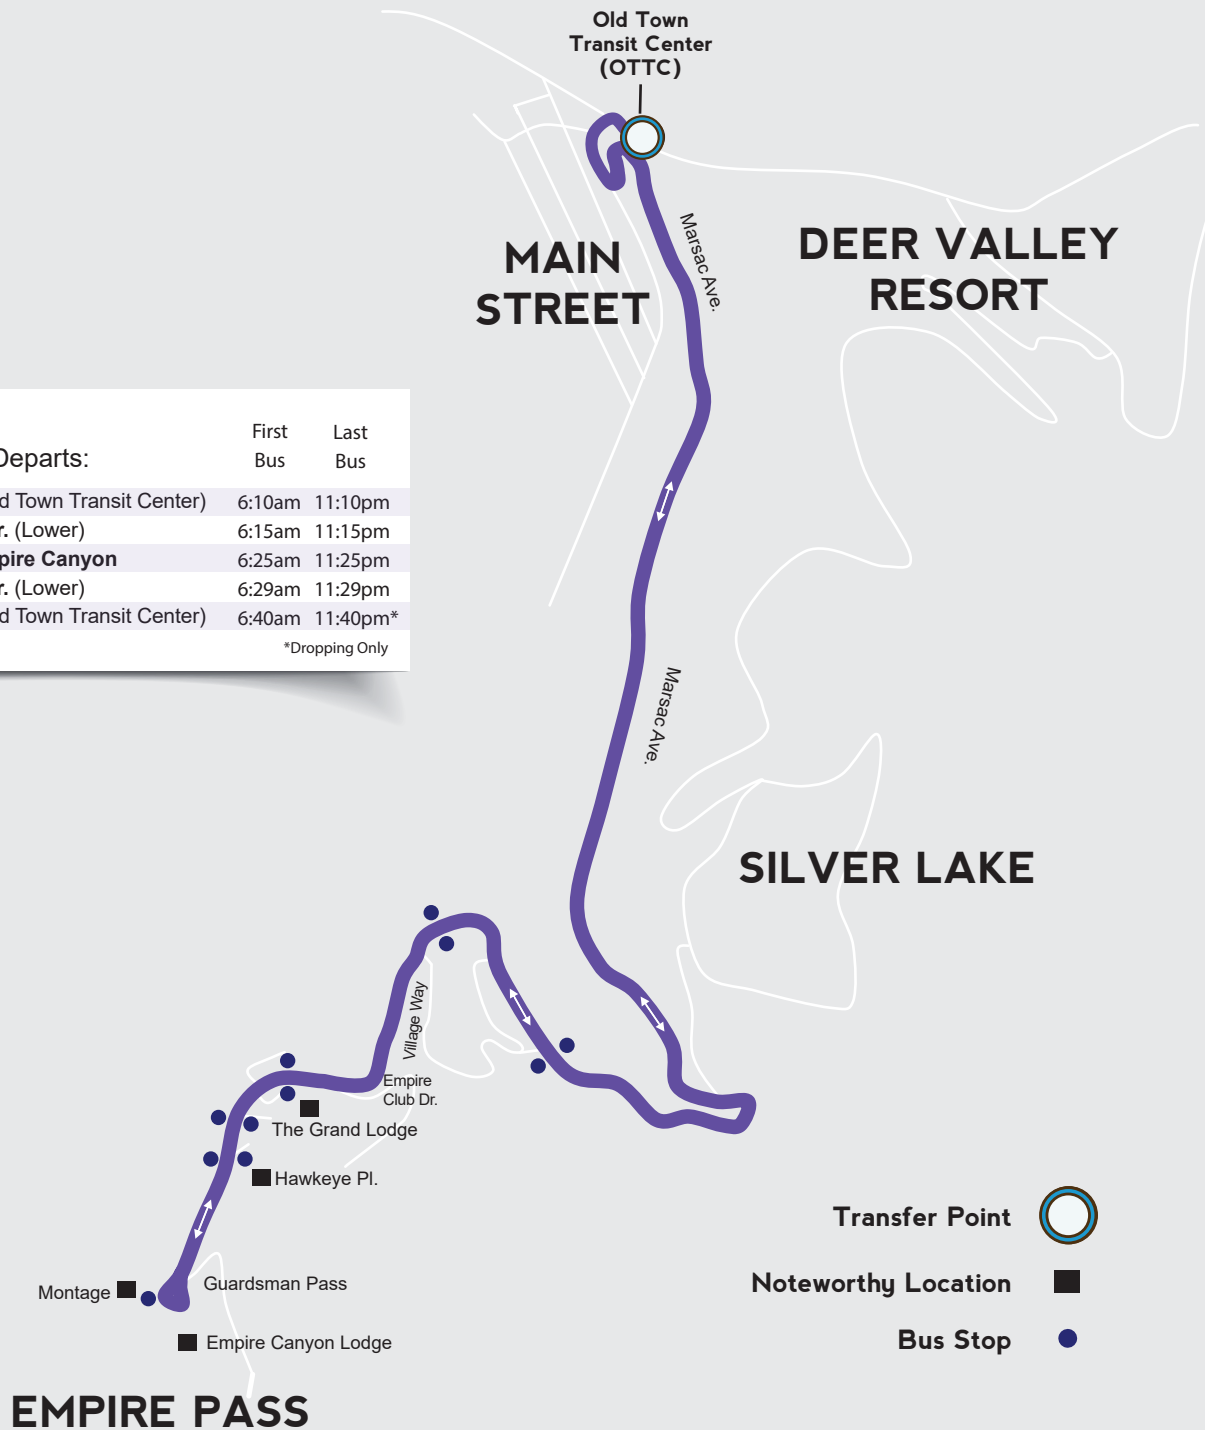 Old Town
Transit Center
(OTTC)
Marsac Ave.
MAIN
STREET
DEER VALLEY
RESORT
First Last
Departs: Bus Bus
d Town Transit Center) 6:10am 11:10pm
r. (Lower) 6:15am 11:15pm
pire Canyon 6:25am 11:25pm
r. (Lower) 6:29am 11:29pm
d Town Transit Center) 6:40am 11:40pm*
*Dropping Only
Marsac Ave.
SILVER LAKE
Village Way
Empire
Club Dr.
The Grand Lodge
Hawkeye Pl.
Transfer Point
Noteworthy Location
Bus Stop
Guardsman Pass
Montage
Empire Canyon Lodge
EMPIRE PASS